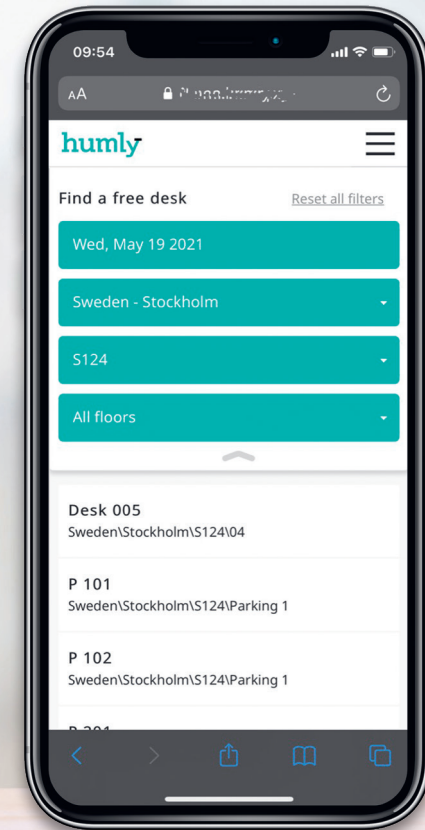 09:54
AA
humly
Find a free desk
Reset all filters
Wed, May 19 2021
Sweden - Stockholm
S124
All floors
Desk 005
Sweden\Stockholm\S124\04
P 101
Sweden\Stockholm\S124\Parking 1
P 102
Sweden\Stockholm\S124\Parking 1